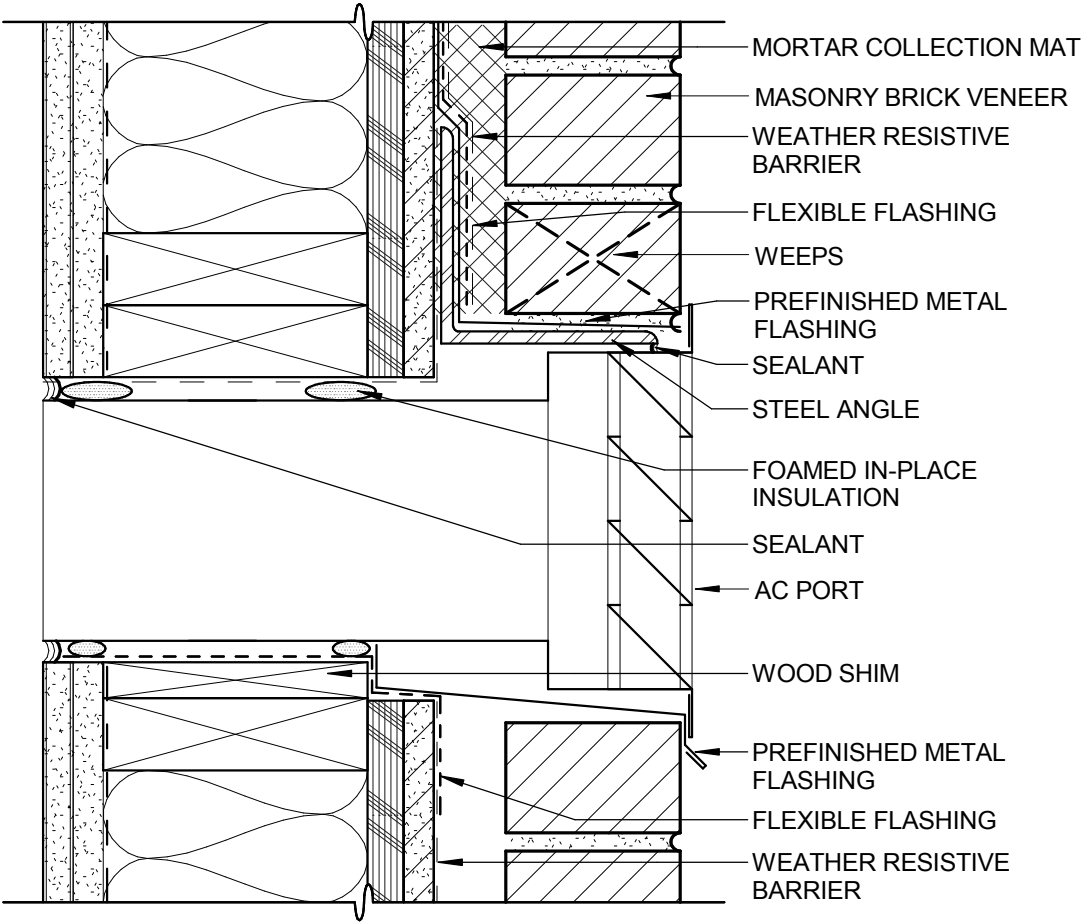 MORTAR COLLECTION MAT
MASONRY BRICK VENEER
WEATHER RESISTIVE
BARRIER
FLEXIBLE FLASHING
WEEPS
PREFINISHED METAL
FLASHING
SEALANT
STEEL ANGLE
FOAMED IN-PLACE
INSULATION
SEALANT
AC PORT
WOOD SHIM
PREFINISHED METAL
FLASHING
FLEXIBLE FLASHING
WEATHER RESISTIVE
BARRIER